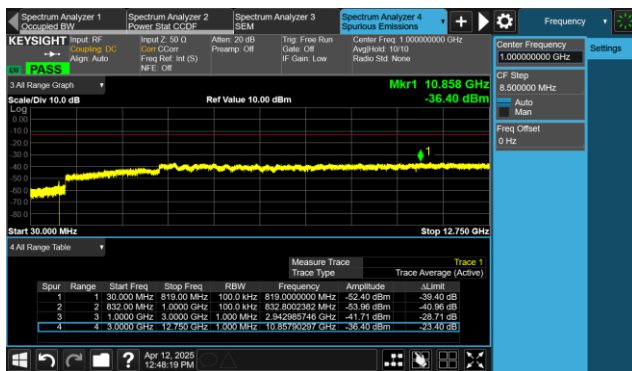 Spectrum Analyzer 1
Occupied BW
Spectrum Analyzer 2
Power Stat CCDF
Spectrum Analyzer 3
SEM
Spectrum Analyzer 4
Spurious Emissions
Frequency
KEYSIGHT
Input: RF
Coupling: DC
Align: Auto
Input Z: 50 Ω
Corr CCorr
Freq Ref: Int (S)
NFE: Off
Atten: 20 dB
Preamp: Off
Trig: Free Run
Gate: Off
IF Gain: Low
Center Freq: 1.000000000 GHz
Avg|Hold: 10/10
Radio Std: None
PASS
Center Frequency
1.000000000 GHz
Settings
CF Step
8.500000 MHz
Auto
Man
Freq Offset
0 Hz
3 All Range Graph
Mkr1 10.858 GHz
Scale/Div 10.0 dB
Ref Value 10.00 dBm
-36.40 dBm
Log
0.00
-10.0
-20.0
-30.0
-40.0
-50.0
-60.0
-70.0
-80.0
1
Start 30.000 MHz
Stop 12.750 GHz
4 All Range Table
Measure Trace Trace 1
Trace Type Trace Average (Active)
Spur Range Start Freq Stop Freq RBW Frequency Amplitude ΔLimit
1 1 30.000 MHz 819.00 MHz 100.0 kHz 819.0000000 MHz -52.40 dBm -39.40 dB
2 2 832.00 MHz 1.0000 GHz 100.0 kHz 832.8002382 MHz -53.96 dBm -40.96 dB
3 3 1.0000 GHz 3.0000 GHz 1.000 MHz 2.942985746 GHz -41.71 dBm -28.71 dB
4 4 3.0000 GHz 12.750 GHz 1.000 MHz 10.85790297 GHz -36.40 dBm -23.40 dB
?
Apr 12, 2025
12:48:19 PM